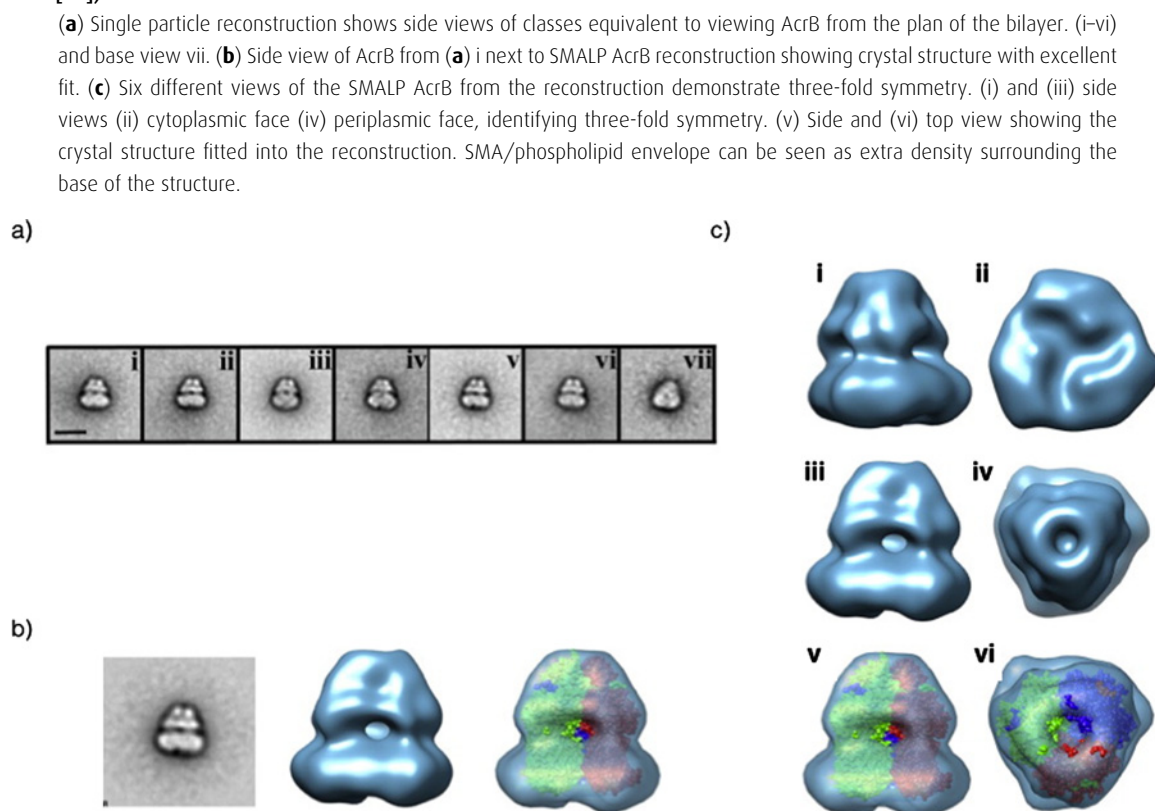 (a) Single particle reconstruction shows side views of classes equivalent to viewing AcrB from the plan of the bilayer. (i–vi)
and base view vii. (b) Side view of AcrB from (a) i next to SMALP AcrB reconstruction showing crystal structure with excellent
fit. (c) Six different views of the SMALP AcrB from the reconstruction demonstrate three-fold symmetry. (i) and (iii) side
views (ii) cytoplasmic face (iv) periplasmic face, identifying three-fold symmetry. (v) Side and (vi) top view showing the
crystal structure fitted into the reconstruction. SMA/phospholipid envelope can be seen as extra density surrounding the
base of the structure.
a)
i ii iii iv v vi vii
b)
c)
i ii
iii iv
v vi